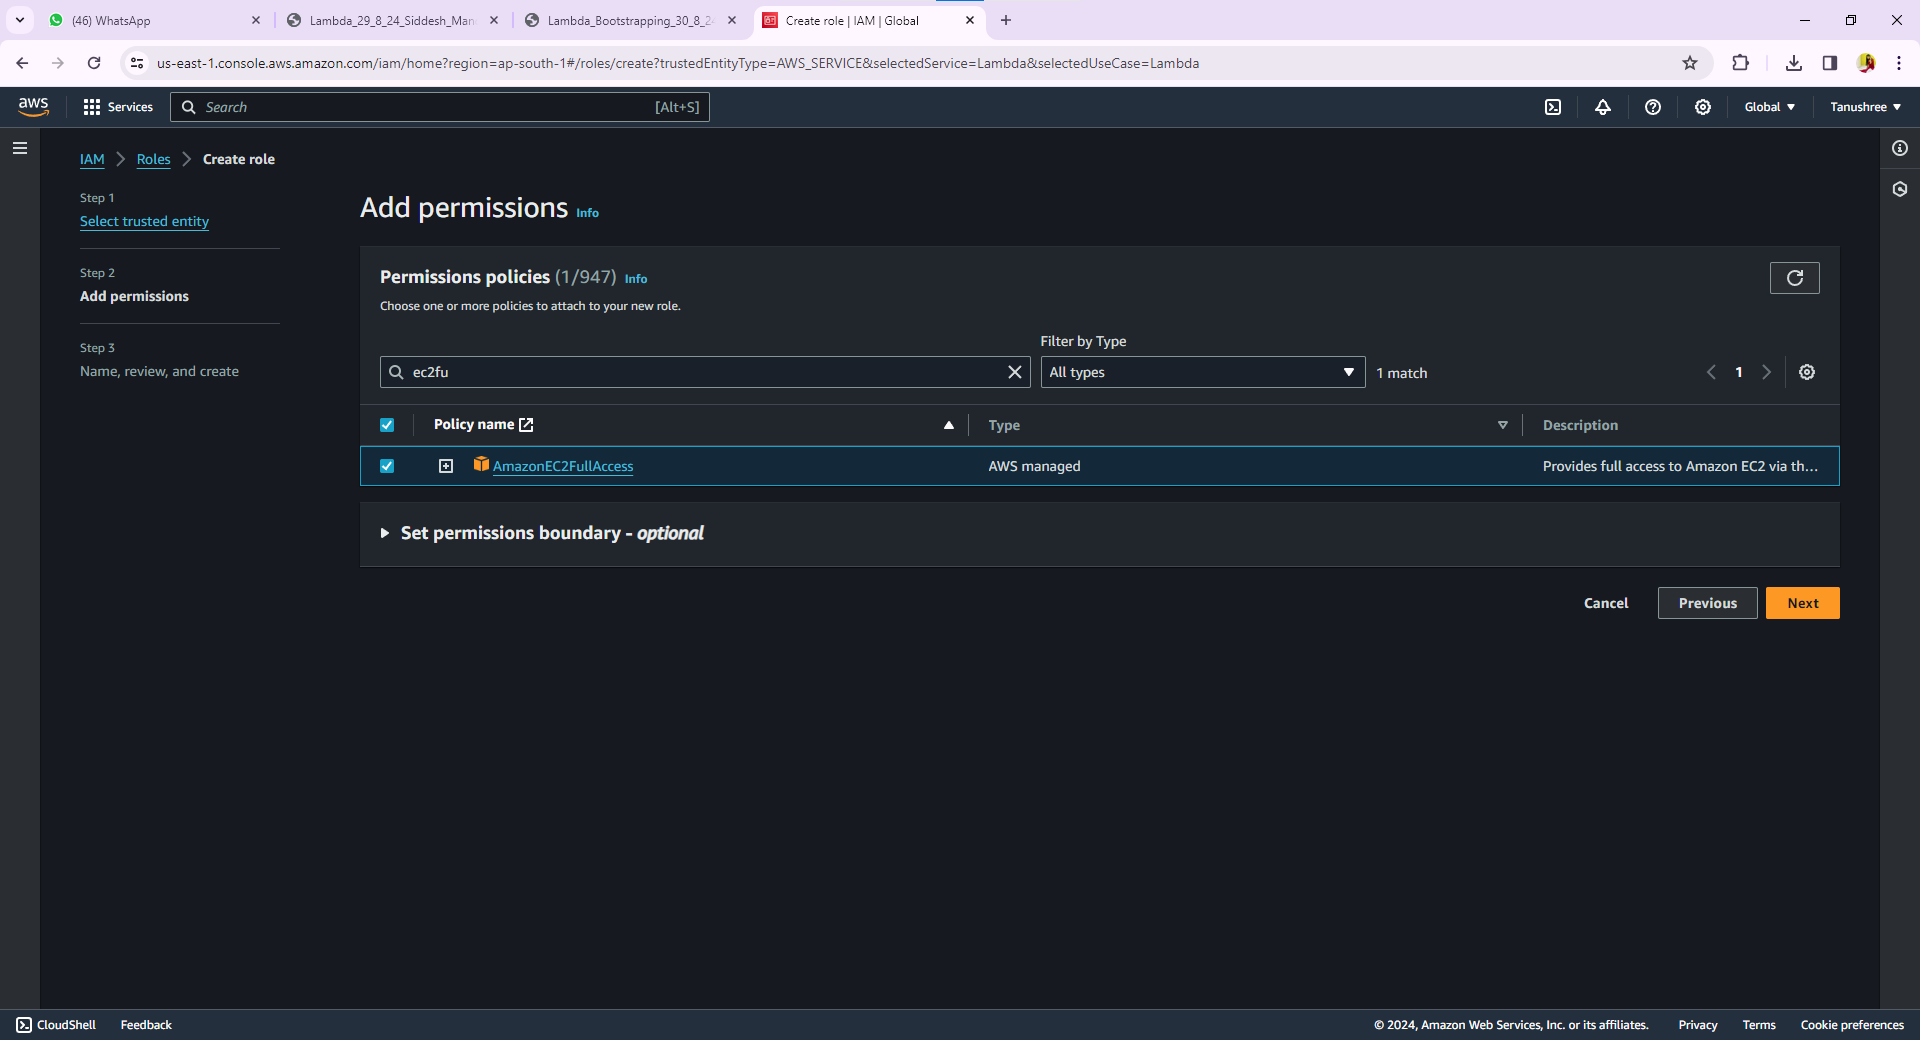 (46) WhatsApp
Lambda_29_8_24_Siddesh_Man
Lambda_Bootstrapping_30_8_24
Create role | IAM | Global
us-east-1.console.aws.amazon.com/iam/home?region=ap-south-1#/roles/create?trustedEntityType=AWS_SERVICE&selectedService=Lambda&selectedUseCase=Lambda
aws
Services
Search
[Alt+S]
Global
Tanushree
IAM
Roles
Create role
Step 1
Select trusted entity
Step 2
Add permissions
Step 3
Name, review, and create
Add permissions Info
Permissions policies (1/947) Info
Choose one or more policies to attach to your new role.
Filter by Type
ec2fu
All types
1 match
1
Policy name
Type
Description
AmazonEC2FullAccess
AWS managed
Provides full access to Amazon EC2 via th...
Set permissions boundary - optional
Cancel
Previous
Next
CloudShell
Feedback
© 2024, Amazon Web Services, Inc. or its affiliates.
Privacy
Terms
Cookie preferences